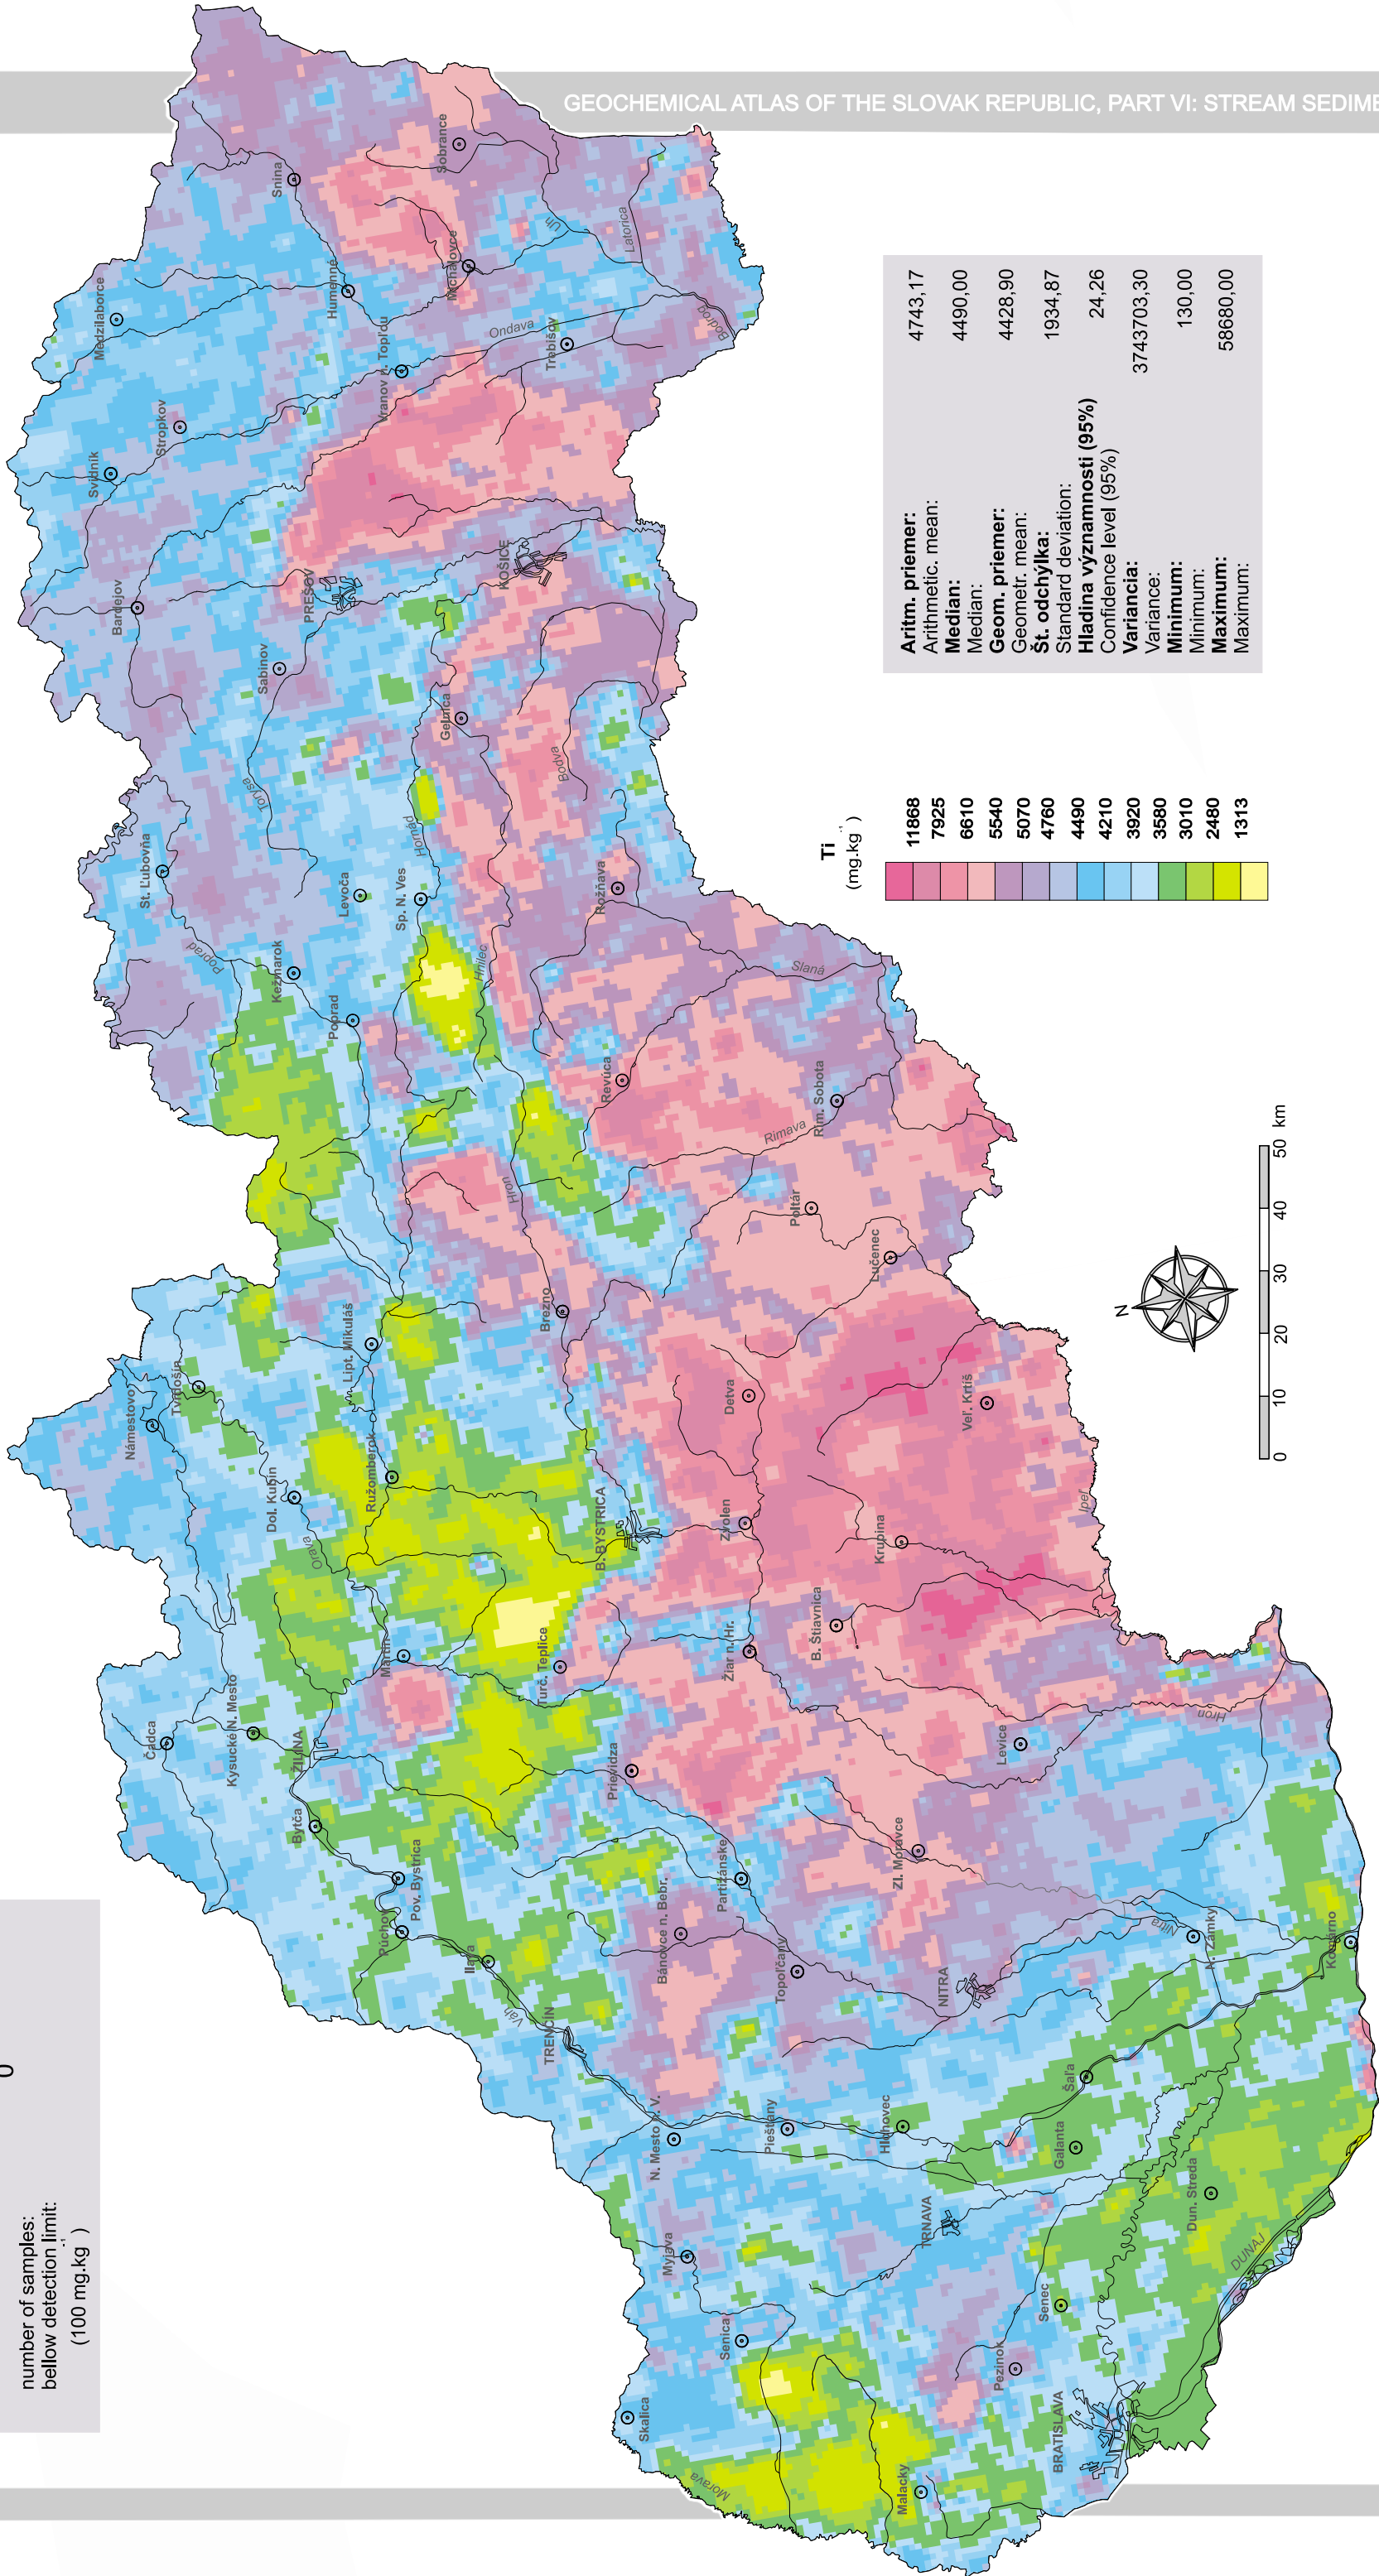 GEOCHEMICAL ATLAS OF THE SLOVAK REPUBLIC, PART VI: STREAM SEDIME
number of samples:
bellow detection limit:
(100 mg.kg⁻¹ )
0
Ti
(mg.kg⁻¹ )
11868
7925
6610
5540
5070
4760
4490
4210
3920
3580
3010
2480
1313
Aritm. priemer: 4743,17
Arithmetic. mean:
Median: 4490,00
Median:
Geom. priemer: 4428,90
Geometr. mean:
Št. odchýlka: 1934,87
Standard deviation:
Hladina významnosti (95%) 24,26
Confidence level (95%)
Variancia: 3743703,30
Variance:
Minimum: 130,00
Minimum:
Maximum: 58680,00
Maximum:
N
0 10 20 30 40 50 km
Skalica
Senica
Malacky
Morava
BRATISLAVA
Pezinok
Senec
Myjava
TRNAVA
Dun. Streda
DUNAJ
Galanta
Šaľa
Hlohovec
Piešťany
N. Mesto n. V.
TRENČÍN
Váh
Ilava
Púchov
Pov. Bystrica
Bytča
ŽILINA
Kysucké N. Mesto
Čadca
Bánovce n. Bebr.
Topoľčany
Partizánske
NITRA
Nitra
N. Zámky
Komárno
Zl. Moravce
Levice
Hron
Prievidza
Turč. Teplice
Martin
Žiar n. Hr.
B. Štiavnica
Krupina
Zvolen
B. BYSTRICA
Detva
Veľ. Krtíš
Ipeľ
Dol. Kubín
Orava
Ružomberok
Námestovo
Tvrdošín
Lipt. Mikuláš
Brezno
Hron
Lučenec
Poltár
Rimava
Rim. Sobota
Revúca
Slaná
Rožňava
Poprad
Kežmarok
Poprad
St. Ľubovňa
Levoča
Sp. N. Ves
Hnilec
Hornád
Torysa
Gelnica
Bodva
Sabinov
Bardejov
PREŠOV
KOŠICE
Svidník
Stropkov
Medzilaborce
Vranov n. Topľou
Humenné
Ondava
Trebišov
Michalovce
Snina
Sobrance
Uh
Latorica
Bodrog